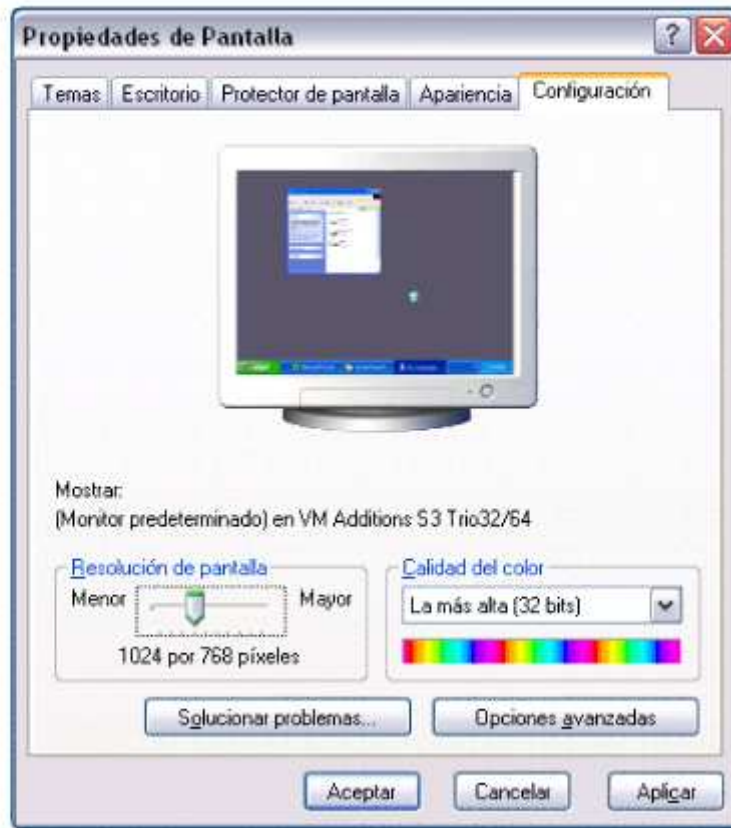 Propiedades de Pantalla
Temas Escritorio Protector de pantalla Apariencia Configuración
Mostrar:
(Monitor predeterminado) en VM Additions S3 Trio32/64
Resolución de pantalla
Menor Mayor
1024 por 768 píxeles
Calidad del color
La más alta (32 bits)
Solucionar problemas... Opciones avanzadas
Aceptar Cancelar Aplicar